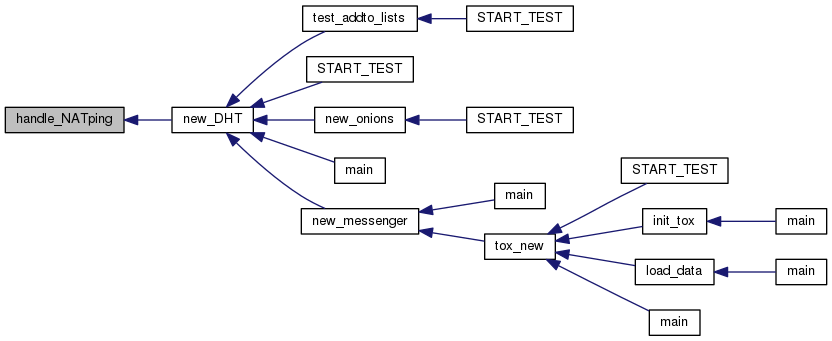 test_addto_lists
START_TEST
START_TEST
handle_NATping
new_DHT
new_onions
START_TEST
main
START_TEST
main
new_messenger
init_tox
main
tox_new
load_data
main
main